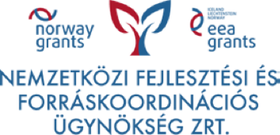 norway
grants
ICELAND
LIECHTENSTEIN
NORWAY
eea
grants
NEMZETKÖZI FEJLESZTÉSI ÉS
FORRÁSKOORDINÁCIÓS
ÜGYNÖKSÉG ZRT.